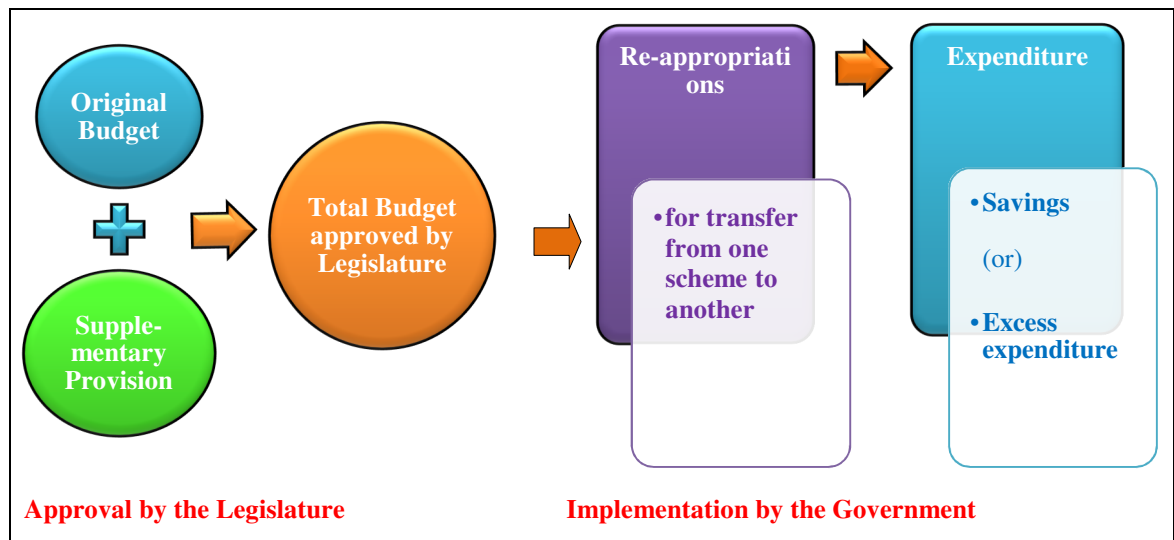 Original
Budget
Supple-
mentary
Provision
Total Budget
approved by
Legislature
Re-appropriati
ons
•for transfer
from one
scheme to
another
Expenditure
•Savings
(or)
•Excess
expenditure
Approval by the Legislature
Implementation by the Government